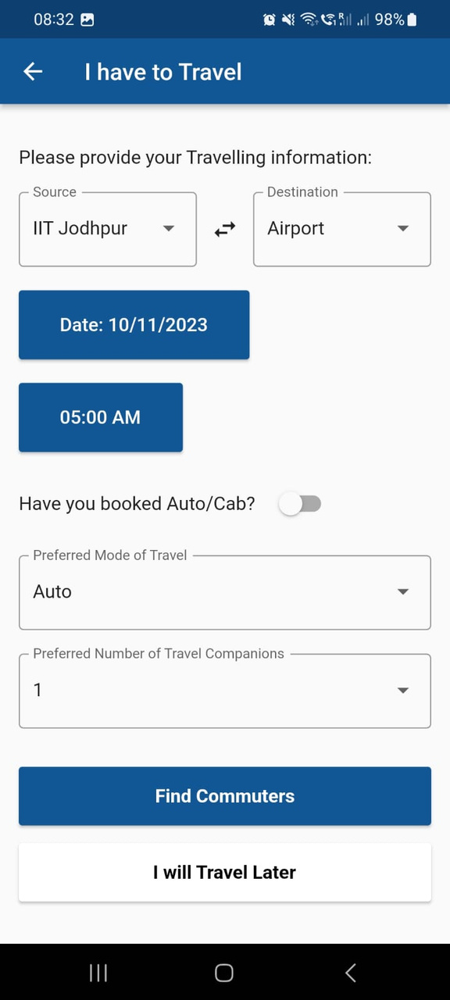 08:32 98%
I have to Travel
Please provide your Travelling information:
Source Destination
IIT Jodhpur Airport
Date: 10/11/2023
05:00 AM
Have you booked Auto/Cab?
Preferred Mode of Travel
Auto
Preferred Number of Travel Companions
1
Find Commuters
I will Travel Later